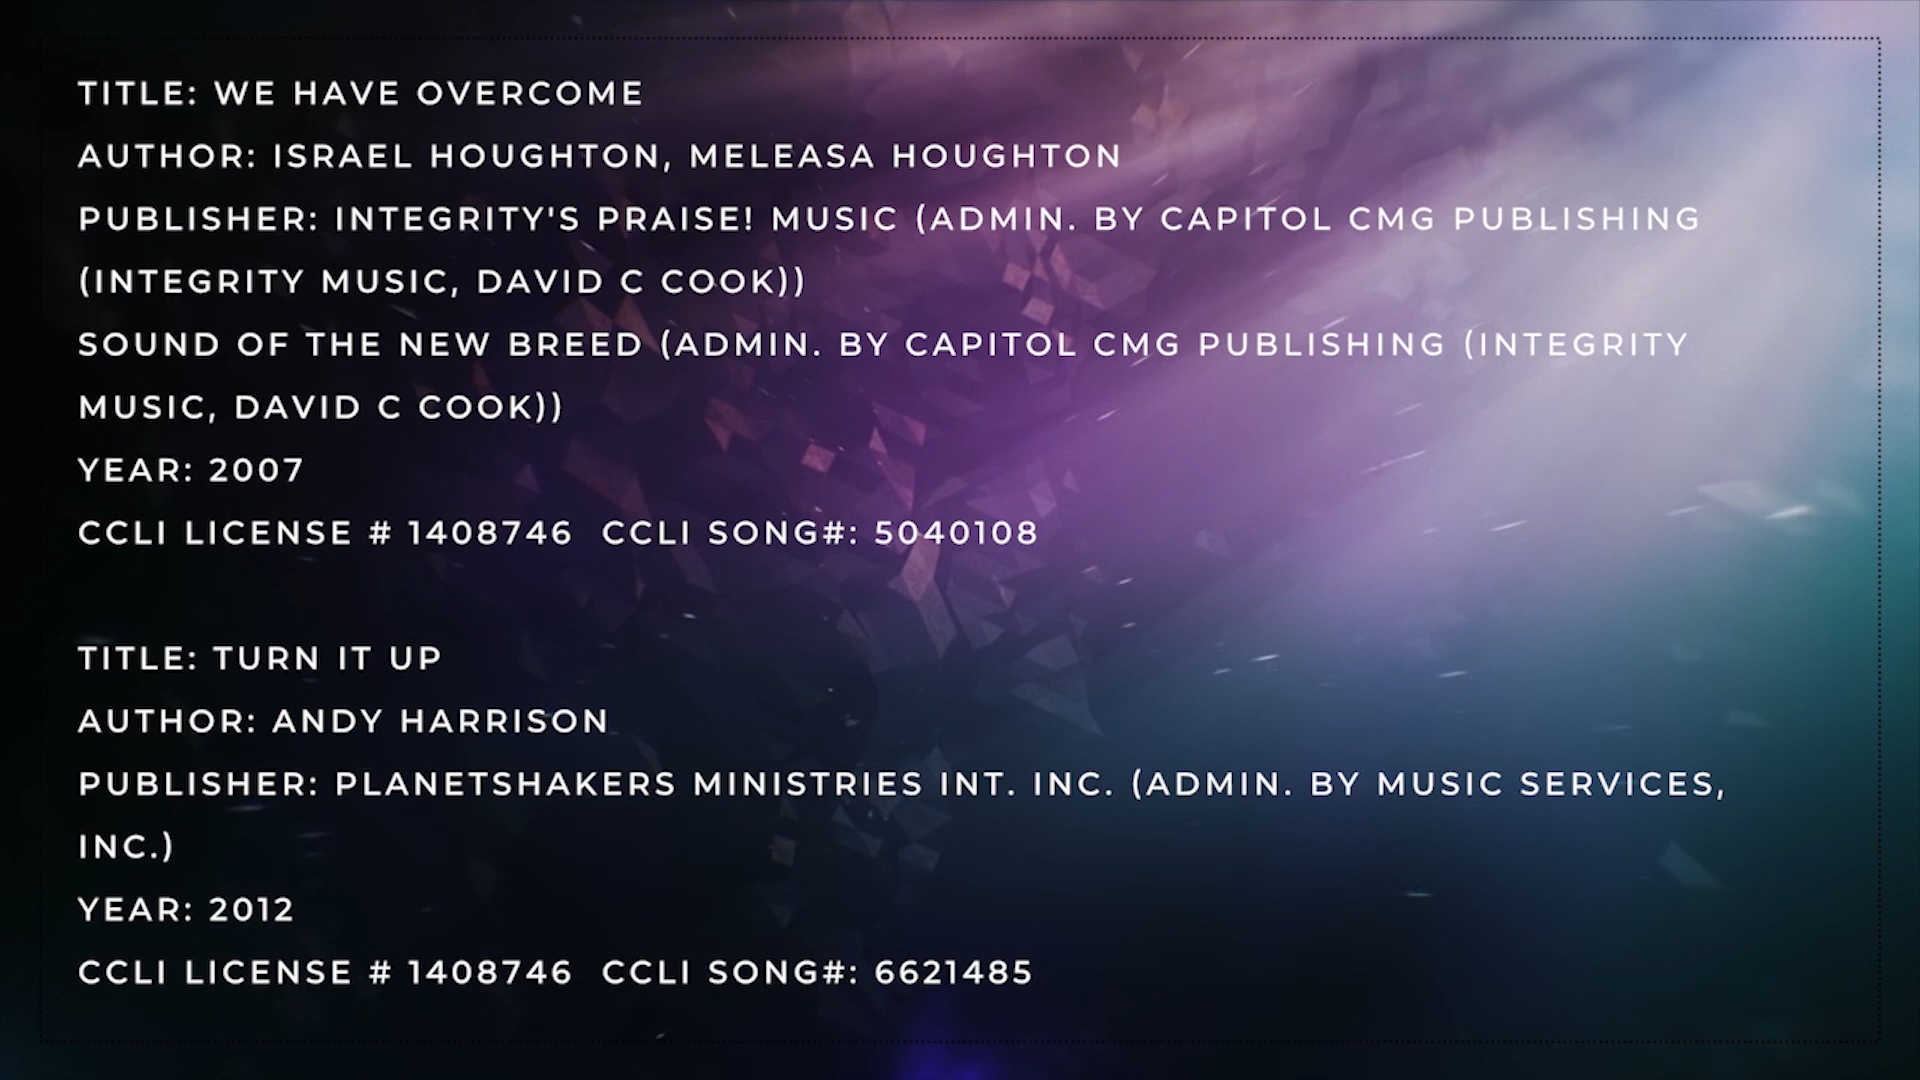 TITLE: WE HAVE OVERCOME
AUTHOR: ISRAEL HOUGHTON, MELEASA HOUGHTON
PUBLISHER: INTEGRITY'S PRAISE! MUSIC (ADMIN. BY CAPITOL CMG PUBLISHING
(INTEGRITY MUSIC, DAVID C COOK))
SOUND OF THE NEW BREED (ADMIN. BY CAPITOL CMG PUBLISHING (INTEGRITY
MUSIC, DAVID C COOK))
YEAR: 2007
CCLI LICENSE # 1408746  CCLI SONG#: 5040108
TITLE: TURN IT UP
AUTHOR: ANDY HARRISON
PUBLISHER: PLANETSHAKERS MINISTRIES INT. INC. (ADMIN. BY MUSIC SERVICES,
INC.)
YEAR: 2012
CCLI LICENSE # 1408746  CCLI SONG#: 6621485